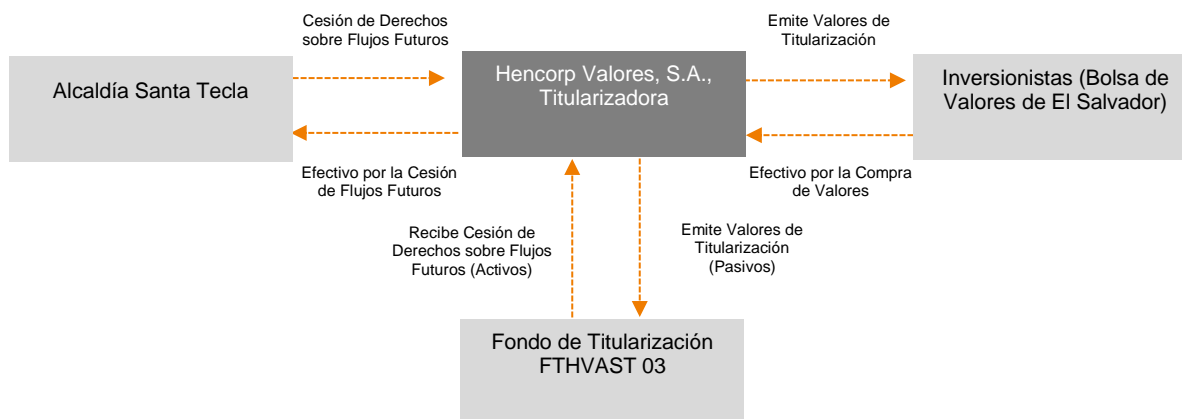 Cesión de Derechos
sobre Flujos Futuros
Emite Valores de
Titularización
Alcaldía Santa Tecla
Hencorp Valores, S.A.,
Titularizadora
Inversionistas (Bolsa de
Valores de El Salvador)
Efectivo por la Cesión
de Flujos Futuros
Efectivo por la Compra
de Valores
Recibe Cesión de
Derechos sobre Flujos
Futuros (Activos)
Emite Valores de
Titularización
(Pasivos)
Fondo de Titularización
FTHVAST 03